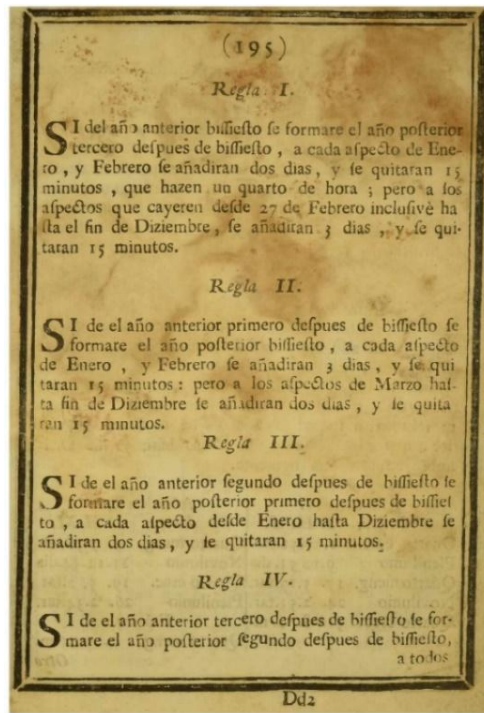 (195)
Regla I.
SI del año anterior bissiesto se formare el año posterior
tercero despues de bissiesto , a cada aspecto de Ene-
ro , y Febrero se añadiran dos dias, y se quitaran 15
minutos , que hazen un quarto de hora ; pero a los
aspectos que cayeren desde 27 de Febrero inclusive ha
sta el fin de Diziembre, se añadiran 3 dias , y se qui-
taran 15 minutos.
Regla II.
SI de el año anterior primero despues de bissiesto se
formare el año posterior bissiesto , a cada aspecto
de Enero , y Febrero se añadiran 3 dias, y se qui
taran 15 minutos: pero a los aspectos de Marzo has-
ta fin de Diziembre se añadiran dos dias, y se quita
ran 15 minutos.
Regla III.
SI de el año anterior segundo despues de bissiesto se
formare el año posterior primero despues de bissies
to , a cada aspecto desde Enero hasta Diziembre se
añadiran dos dias, y se quitaran 15 minutos.
Regla IV.
SI de el año anterior tercero despues de bissiesto se for-
mare el año posterior segundo despues de bissiesto,
a todos
Dd2